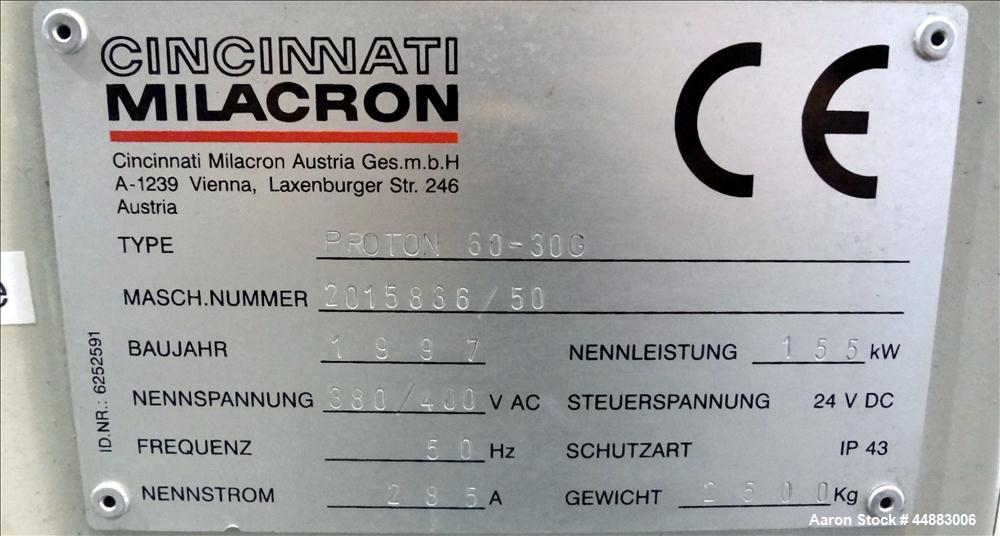 CINCINNATI
MILACRON
CE
Cincinnati Milacron Austria Ges.m.b.H
A-1239 Vienna, Laxenburger Str. 246
Austria
TYPE PROTON 60-30G
MASCH.NUMMER 2015836/50
BAUJAHR 1997 NENNLEISTUNG 155 kW
NENNSPANNUNG 380/400 V AC STEUERSPANNUNG 24 V DC
FREQUENZ 50 Hz SCHUTZART IP 43
NENNSTROM 285 A GEWICHT 2500 Kg
ID.NR.: 6252591
e
Aaron Stock # 44883006